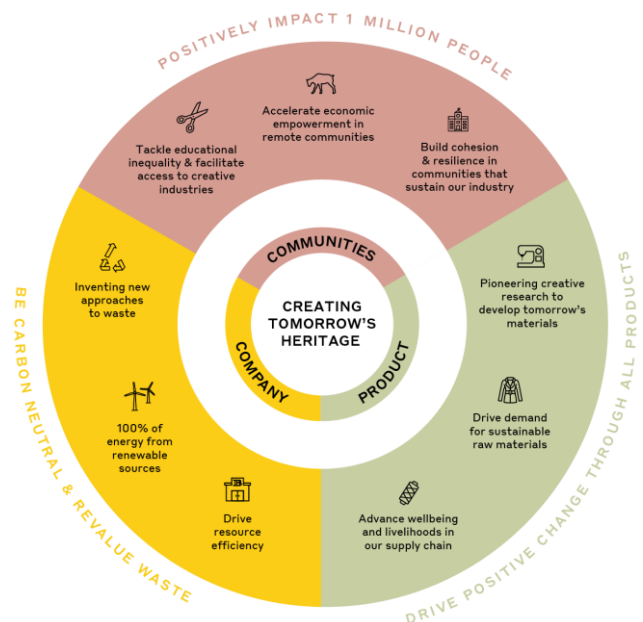 POSITIVELY IMPACT 1 MILLION PEOPLE
Accelerate economic
empowerment in
remote communities
Tackle educational
inequality & facilitate
access to creative
industries
Build cohesion
& resilience in
communities that
sustain our industry
COMMUNITIES
CREATING
TOMORROW'S
HERITAGE
COMPANY
PRODUCT
Inventing new
approaches
to waste
100% of
energy from
renewable
sources
Drive
resource
efficiency
BE CARBON NEUTRAL & REVALUE WASTE
Pioneering creative
research to
develop tomorrow's
materials
Drive demand
for sustainable
raw materials
Advance wellbeing
and livelihoods in
our supply chain
DRIVE POSITIVE CHANGE THROUGH ALL PRODUCTS